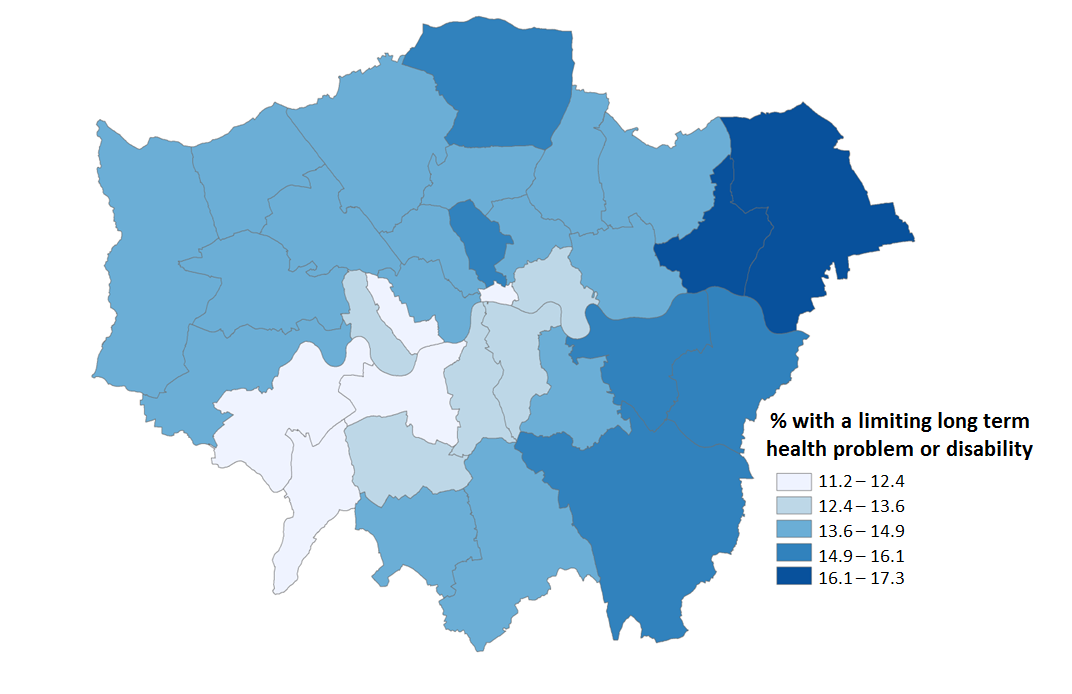 % with a limiting long term
health problem or disability
11.2 – 12.4
12.4 – 13.6
13.6 – 14.9
14.9 – 16.1
16.1 – 17.3